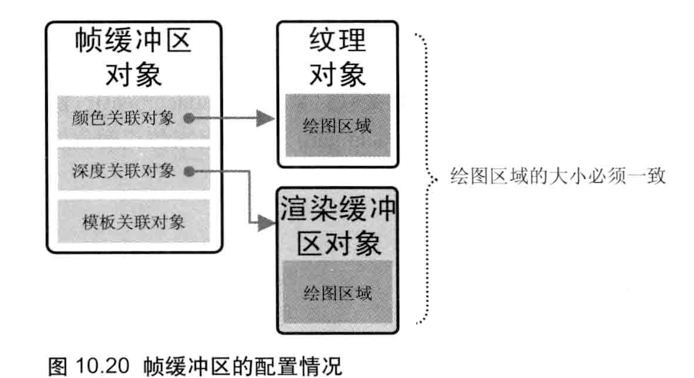 帧缓冲区
对象
颜色关联对象
深度关联对象
模板关联对象
纹理
对象
绘图区域
渲染缓冲
区对象
绘图区域
绘图区域的大小必须一致
图 10.20 帧缓冲区的配置情况